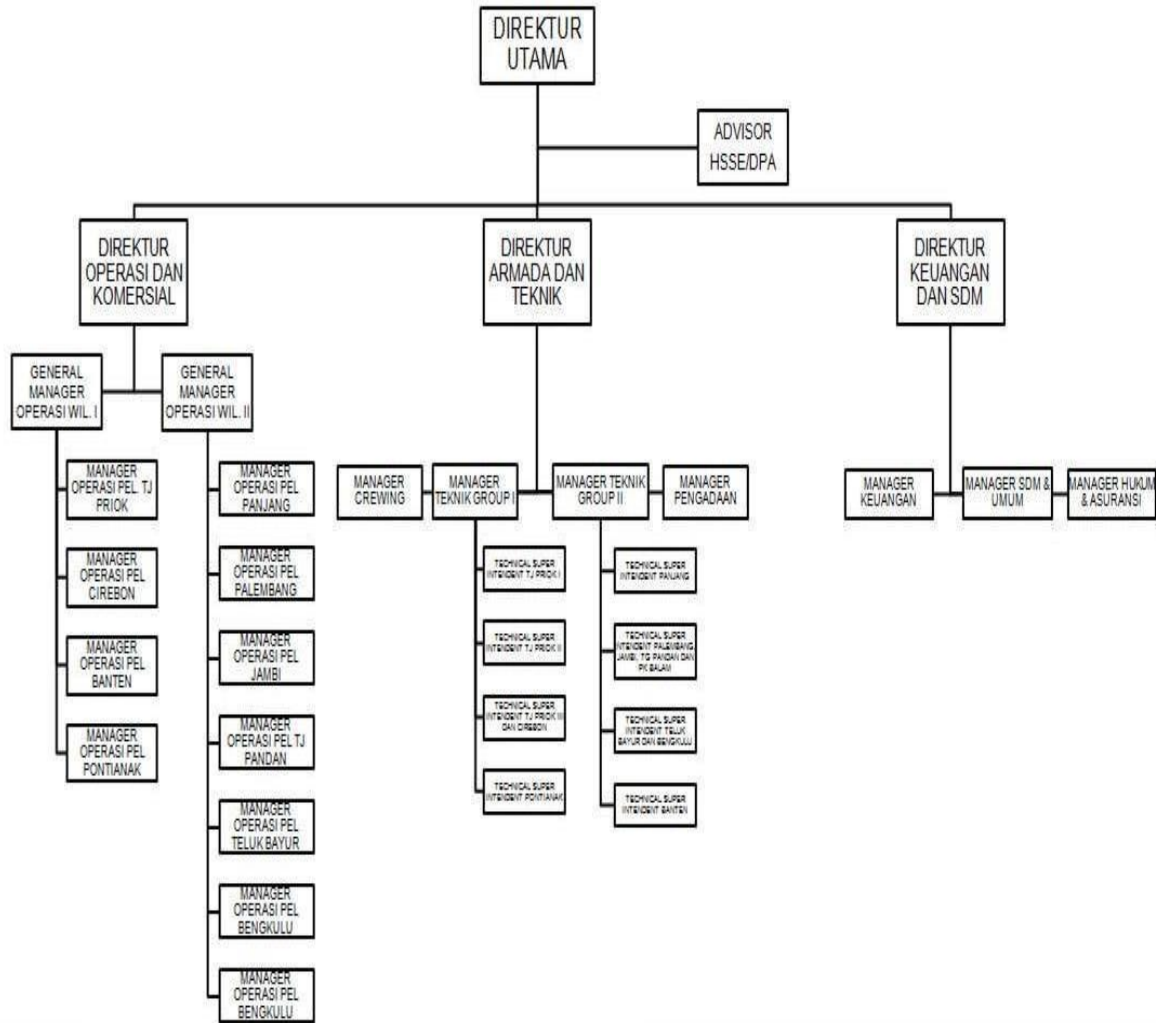 DIREKTUR
UTAMA
ADVISOR
HSSE/DPA
DIREKTUR
OPERASI DAN
KOMERSIAL
DIREKTUR
ARMADA DAN
TEKNIK
DIREKTUR
KEUANGAN
DAN SDM
GENERAL
MANAGER
OPERASI WIL. I
GENERAL
MANAGER
OPERASI WIL. II
MANAGER
OPERASI PEL. TJ
PRIOK
MANAGER
OPERASI PEL
CIREBON
MANAGER
OPERASI PEL
BANTEN
MANAGER
OPERASI PEL
PONTIANAK
MANAGER
OPERASI PEL
PANJANG
MANAGER
OPERASI PEL
PALEMBANG
MANAGER
OPERASI PEL
JAMBI
MANAGER
OPERASI PEL TJ
PANDAN
MANAGER
OPERASI PEL
TELUK BAYUR
MANAGER
OPERASI PEL
BENGKULU
MANAGER
OPERASI PEL
BENGKULU
MANAGER
CREWING
MANAGER
TEKNIK GROUP I
MANAGER TEKNIK
GROUP II
MANAGER
PENGADAAN
TECHNICAL SUPER
INTENDENT TJ PRIOK I
TECHNICAL SUPER
INTENDENT TJ PRIOK II
TECHNICAL SUPER
INTENDENT TJ PRIOK III
DAN CIREBON
TECHNICAL SUPER
INTENDENT PONTIANAK
TECHNICAL SUPER
INTENDENT PANJANG
TECHNICAL SUPER
INTENDENT PALEMBANG,
JAMBI, TG PANDAN DAN
PK BALAM
TECHNICAL SUPER
INTENDENT TELUK
BAYUR DAN BENGKULU
TECHNICAL SUPER
INTENDENT BANTEN
MANAGER
KEUANGAN
MANAGER SDM &
UMUM
MANAGER HUKUM
& ASURANSI